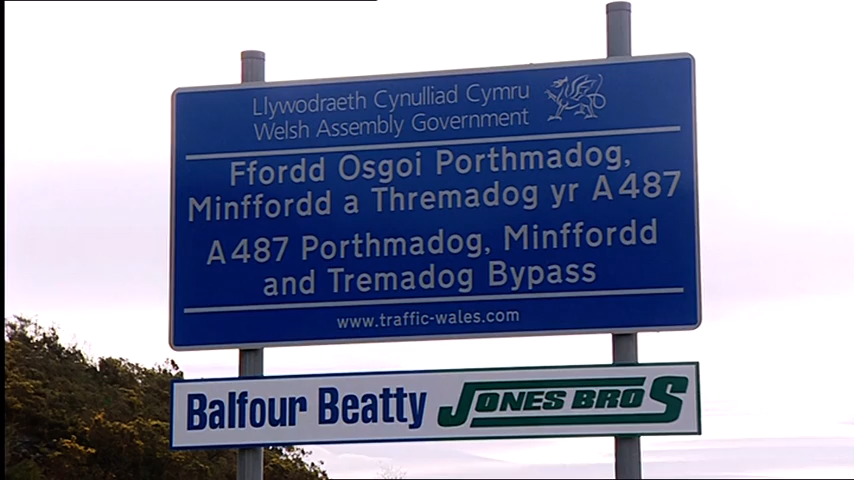 Llywodraeth Cynulliad Cymru
Welsh Assembly Government
Ffordd Osgoi Porthmadog,
Minffordd a Thremadog yr A487
A487 Porthmadog, Minffordd
and Tremadog Bypass
www.traffic-wales.com
Balfour Beatty JONES BROS